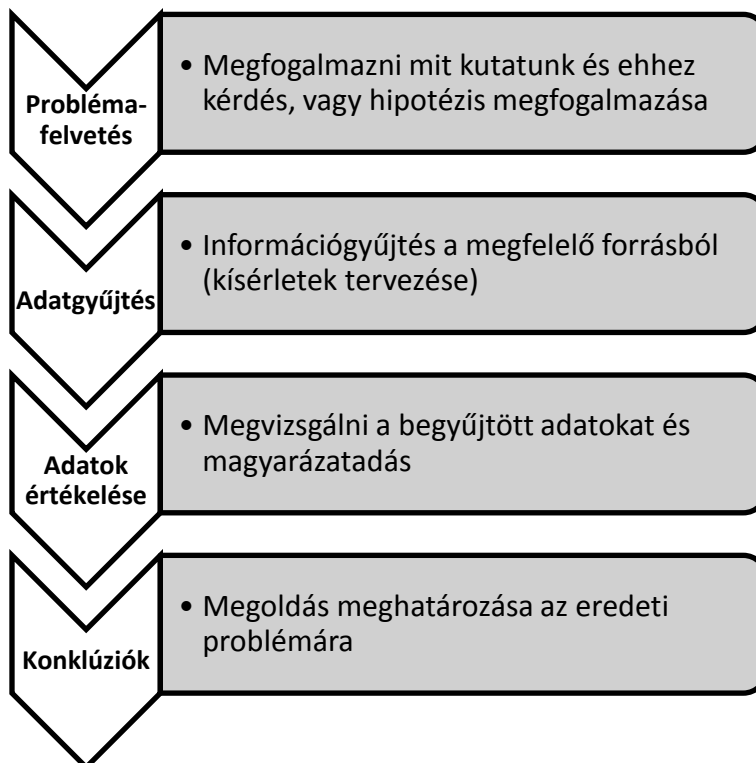 Probléma-
felvetés
• Megfogalmazni mit kutatunk és ehhez
kérdés, vagy hipotézis megfogalmazása
Adatgyűjtés
• Információgyűjtés a megfelelő forrásból
(kísérletek tervezése)
Adatok
értékelése
• Megvizsgálni a begyűjtött adatokat és
magyarázatadás
Konklúziók
• Megoldás meghatározása az eredeti
problémára